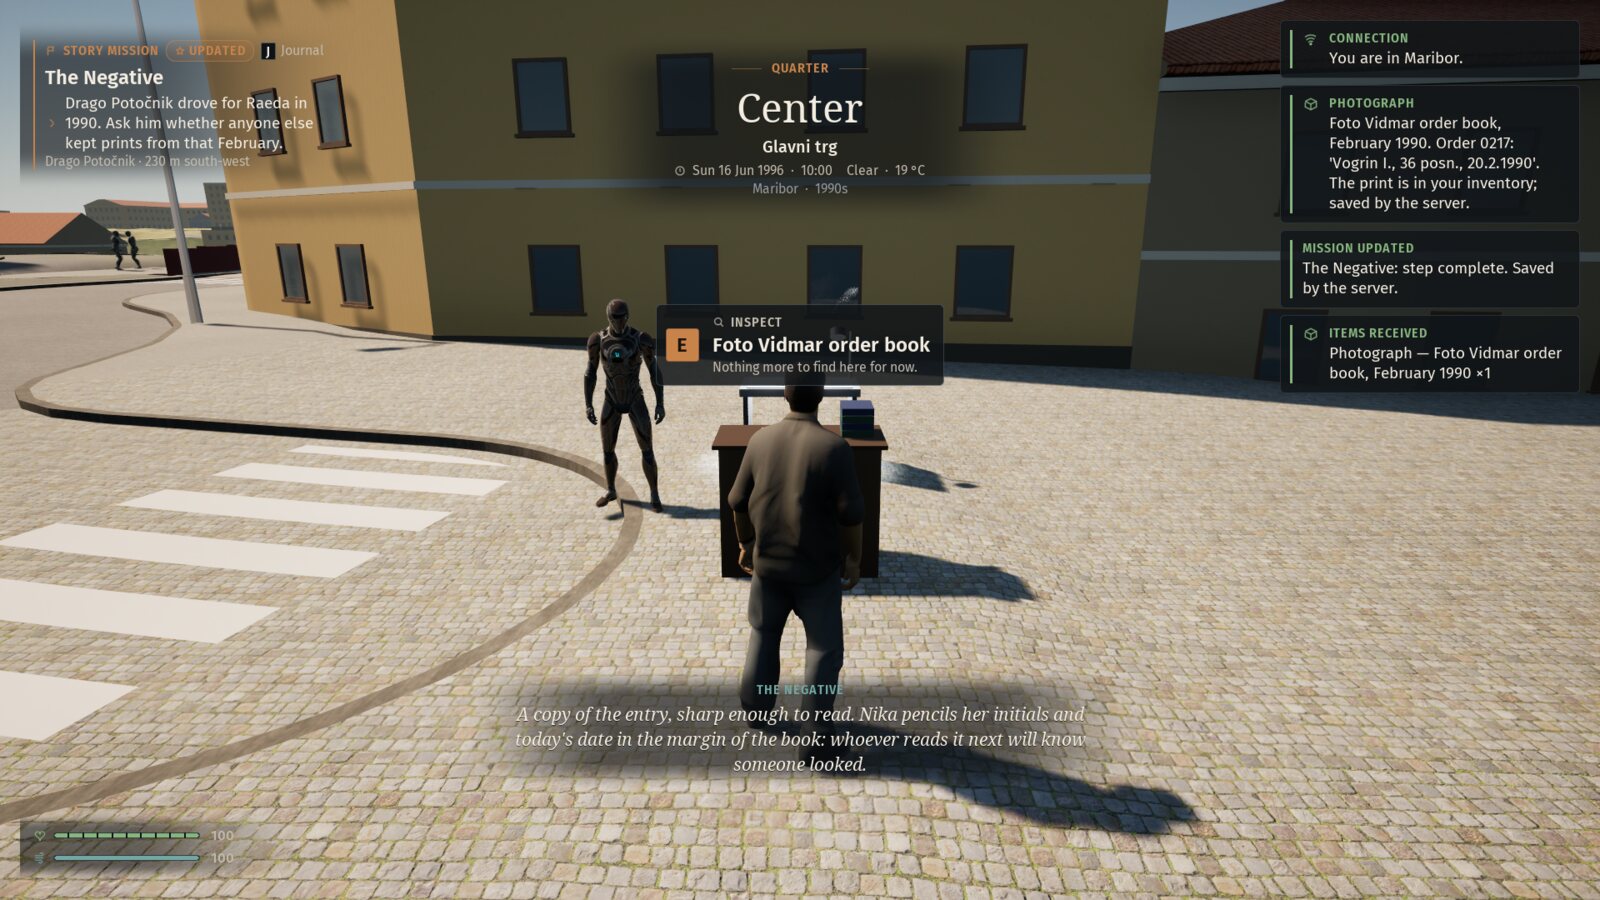 STORY MISSION ☆ UPDATED J Journal
The Negative
Drago Potočnik drove for Raeda in
1990. Ask him whether anyone else
kept prints from that February.
Drago Potočnik · 230 m south-west
QUARTER
Center
Glavni trg
Sun 16 Jun 1996 · 10:00 Clear · 19 °C
Maribor · 1990s
CONNECTION
You are in Maribor.
PHOTOGRAPH
Foto Vidmar order book,
February 1990. Order 0217:
'Vogrin I., 36 posn., 20.2.1990'.
The print is in your inventory;
saved by the server.
MISSION UPDATED
The Negative: step complete. Saved
by the server.
ITEMS RECEIVED
Photograph — Foto Vidmar order
book, February 1990 ×1
INSPECT
E Foto Vidmar order book
Nothing more to find here for now.
THE NEGATIVE
A copy of the entry, sharp enough to read. Nika pencils her initials and
today's date in the margin of the book: whoever reads it next will know
someone looked.
100
100